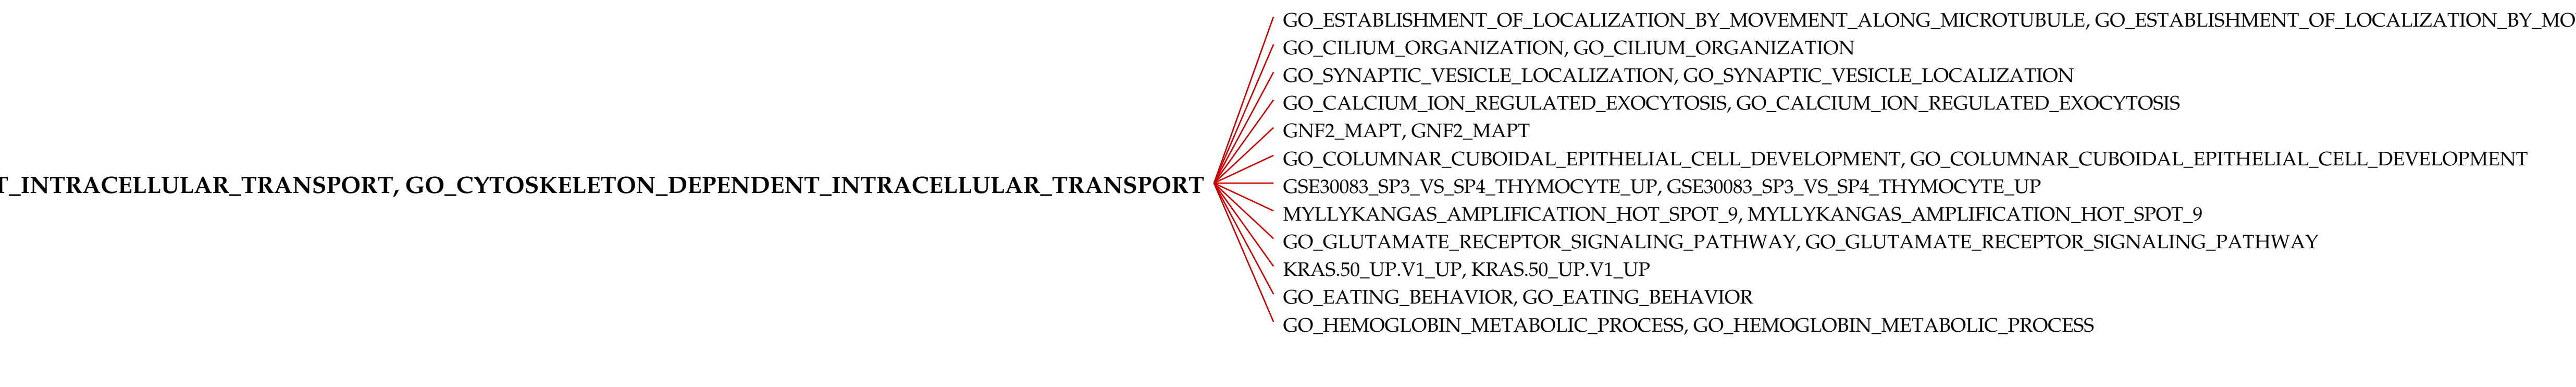 GO_ESTABLISHMENT_OF_LOCALIZATION_BY_MOVEMENT_ALONG_MICROTUBULE, GO_ESTABLISHMENT_OF_LOCALIZATION_BY_MO
GO_CILIUM_ORGANIZATION, GO_CILIUM_ORGANIZATION
GO_SYNAPTIC_VESICLE_LOCALIZATION, GO_SYNAPTIC_VESICLE_LOCALIZATION
GO_CALCIUM_ION_REGULATED_EXOCYTOSIS, GO_CALCIUM_ION_REGULATED_EXOCYTOSIS
GNF2_MAPT, GNF2_MAPT
GO_COLUMNAR_CUBOIDAL_EPITHELIAL_CELL_DEVELOPMENT, GO_COLUMNAR_CUBOIDAL_EPITHELIAL_CELL_DEVELOPMENT
T_INTRACELLULAR_TRANSPORT, GO_CYTOSKELETON_DEPENDENT_INTRACELLULAR_TRANSPORT
GSE30083_SP3_VS_SP4_THYMOCYTE_UP, GSE30083_SP3_VS_SP4_THYMOCYTE_UP
MYLLYKANGAS_AMPLIFICATION_HOT_SPOT_9, MYLLYKANGAS_AMPLIFICATION_HOT_SPOT_9
GO_GLUTAMATE_RECEPTOR_SIGNALING_PATHWAY, GO_GLUTAMATE_RECEPTOR_SIGNALING_PATHWAY
KRAS.50_UP.V1_UP, KRAS.50_UP.V1_UP
GO_EATING_BEHAVIOR, GO_EATING_BEHAVIOR
GO_HEMOGLOBIN_METABOLIC_PROCESS, GO_HEMOGLOBIN_METABOLIC_PROCESS